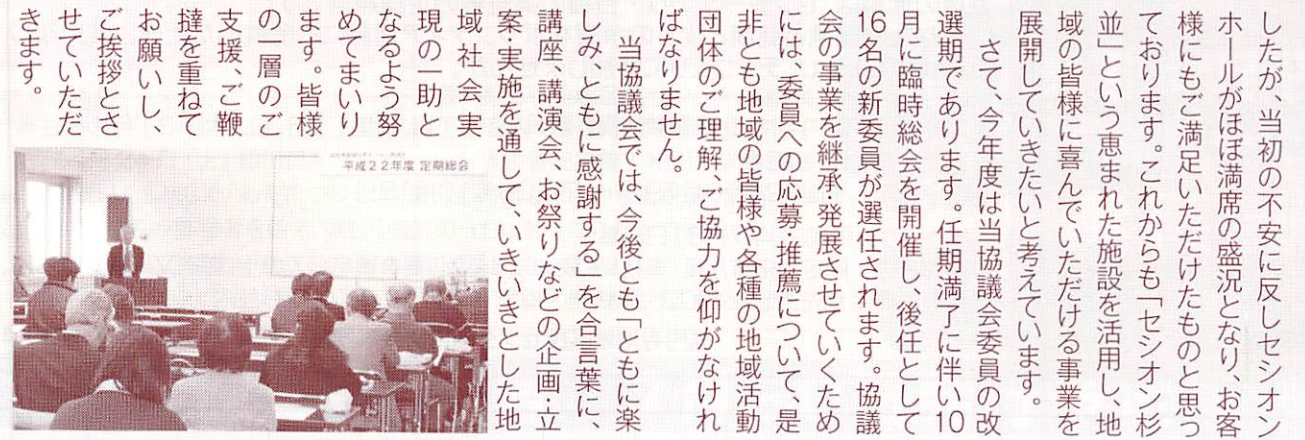 したが、当初の不安に反しセシオン
ホールがほぼ満席の盛況となり、お客
様にもご満足いただけたものと思っ
ております。これからも「セシオン杉
並」という恵まれた施設を活用し、地
域の皆様に喜んでいただける事業を
展開していきたいと考えています。
さて、今年度は当協議会委員の改
選期であります。任期満了に伴い10
月に臨時総会を開催し、後任として
16名の新委員が選任されます。協議
会の事業を継承・発展させていくため
には、委員への応募・推薦について、是
非とも地域の皆様や各種の地域活動
団体のご理解、ご協力を仰がなけれ
ばなりません。
当協議会では、今後とも「ともに楽
しみ、ともに感謝する」を合言葉に、
講座、講演会、お祭りなどの企画・立
案・実施を通して、いきいきとした地
域社会実
現の一助と
なるよう努
めてまいり
ます。皆様
の一層のご
支援、ご鞭
撻を重ねて
お願いし、
ご挨拶とさ
せていただ
きます。
平成22年度 定期総会